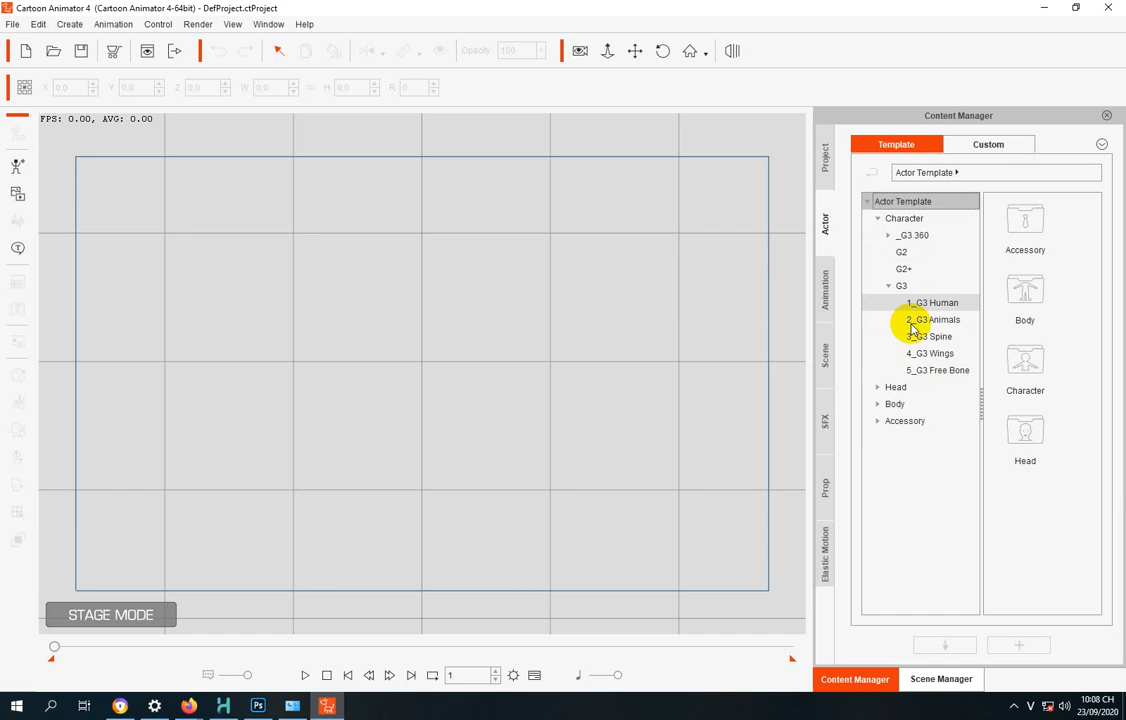 Cartoon Animator 4 (Cartoon Animator 4-64bit) - DefProject.ctProject
File Edit Create Animation Control Render View Window Help
Opacity 100
X 0.0 Y 0.0 Z 0.0 W 0.0 H 0.0 R 0
FPS: 0.00, AVG: 0.00
STAGE MODE
1
Content Manager
Template Custom
Actor Template
Project
Actor
Animation
Scene
SFX
Prop
Elastic Motion
Actor Template
Character
_G3 360
G2
G2+
G3
1_G3 Human
2_G3 Animals
3_G3 Spine
4_G3 Wings
5_G3 Free Bone
Head
Body
Accessory
Accessory
Body
Character
Head
Content Manager Scene Manager
Ps
V
10:08 CH
23/09/2020